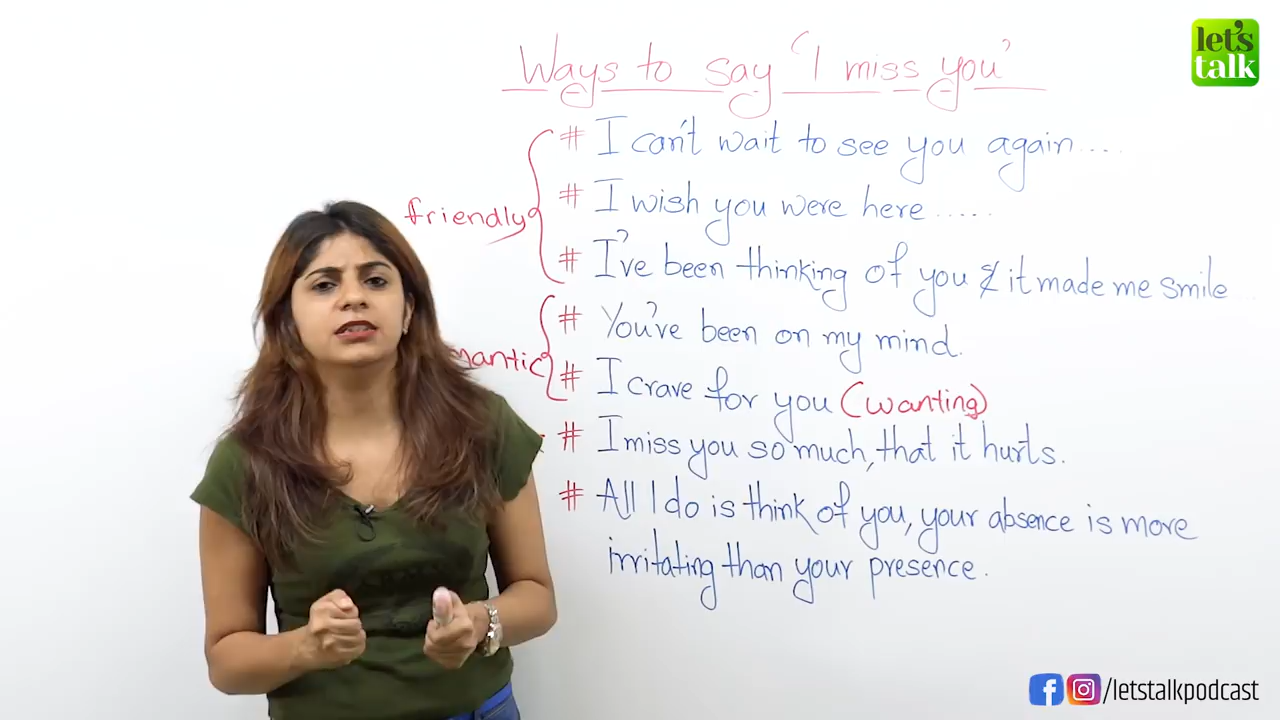 let's
talk
Ways to say 'I miss you'
# I can't wait to see you again....
friendly
# I wish you were here.....
# I've been thinking of you & it made me smile
# You've been on my mind.
# I crave for you (wanting)
# I miss you so much, that it hurts.
# All I do is think of you, your absence is more
irritating than your presence.
/letstalkpodcast